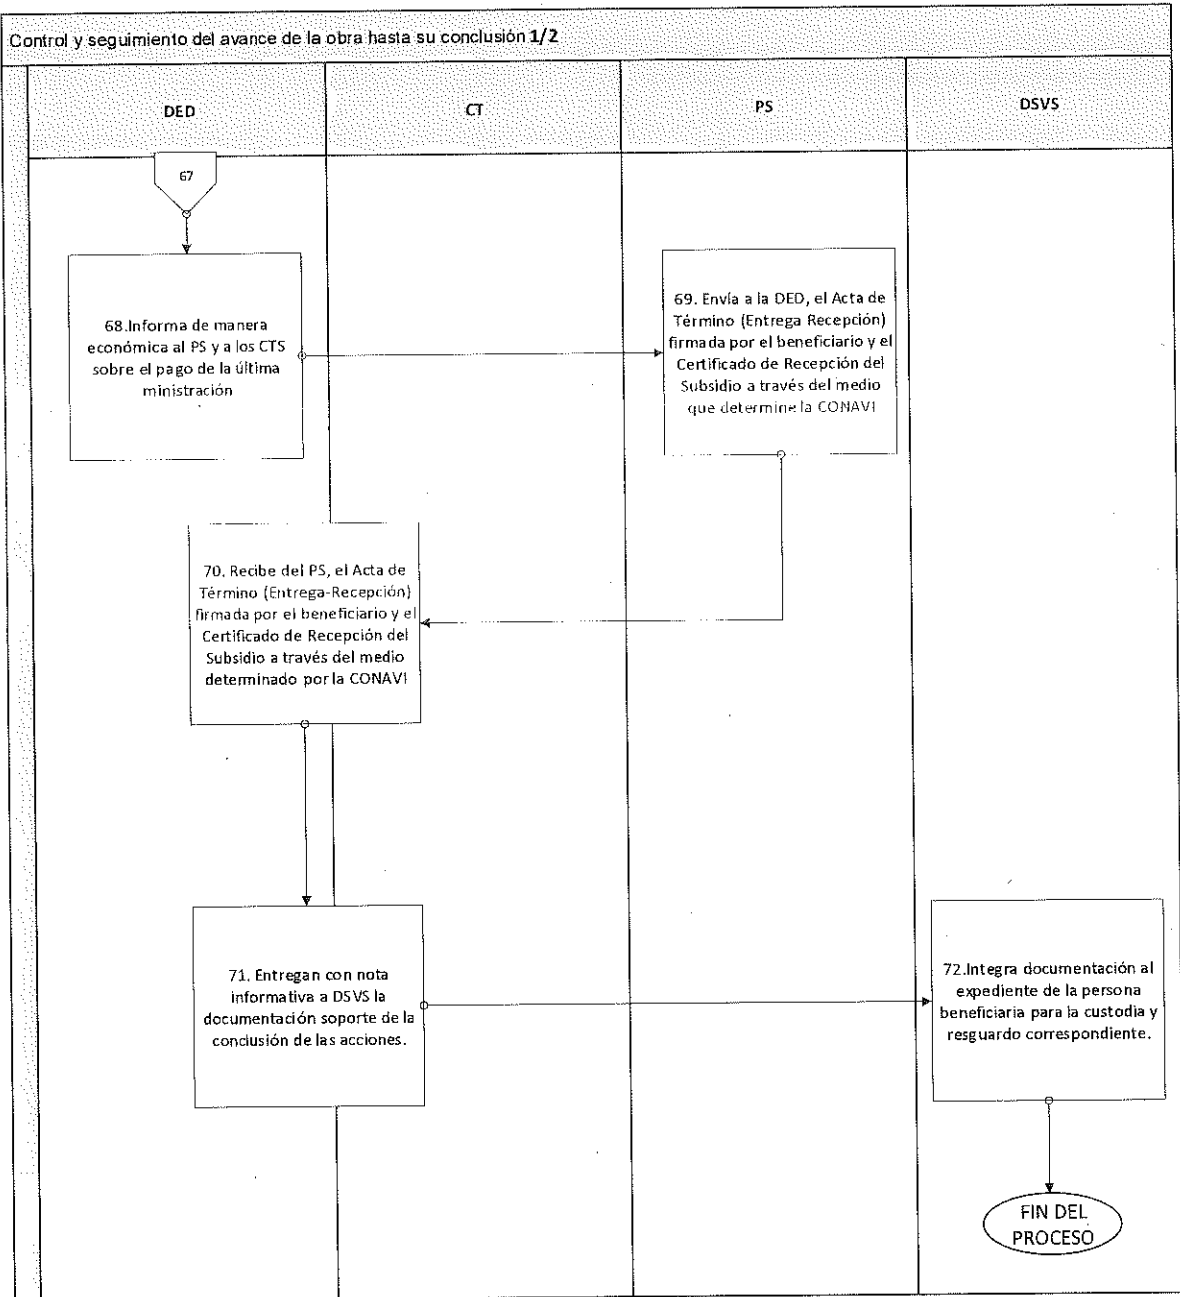 Control y seguimiento del avance de la obra hasta su conclusión 1/2
DED
CT
PS
DSVS
67
68.Informa de manera
económica al PS y a los CTS
sobre el pago de la última
ministración
69. Envía a la DED, el Acta de
Término (Entrega Recepción)
firmada por el beneficiario y el
Certificado de Recepción del
Subsidio a través del medio
que determine la CONAVI
70. Recibe del PS, el Acta de
Término (Entrega-Recepción)
firmada por el beneficiario y el
Certificado de Recepción del
Subsidio a través del medio
determinado por la CONAVI
71. Entregan con nota
informativa a DSVS la
documentación soporte de la
conclusión de las acciones.
72.Integra documentación al
expediente de la persona
beneficiaria para la custodia y
resguardo correspondiente.
FIN DEL
PROCESO